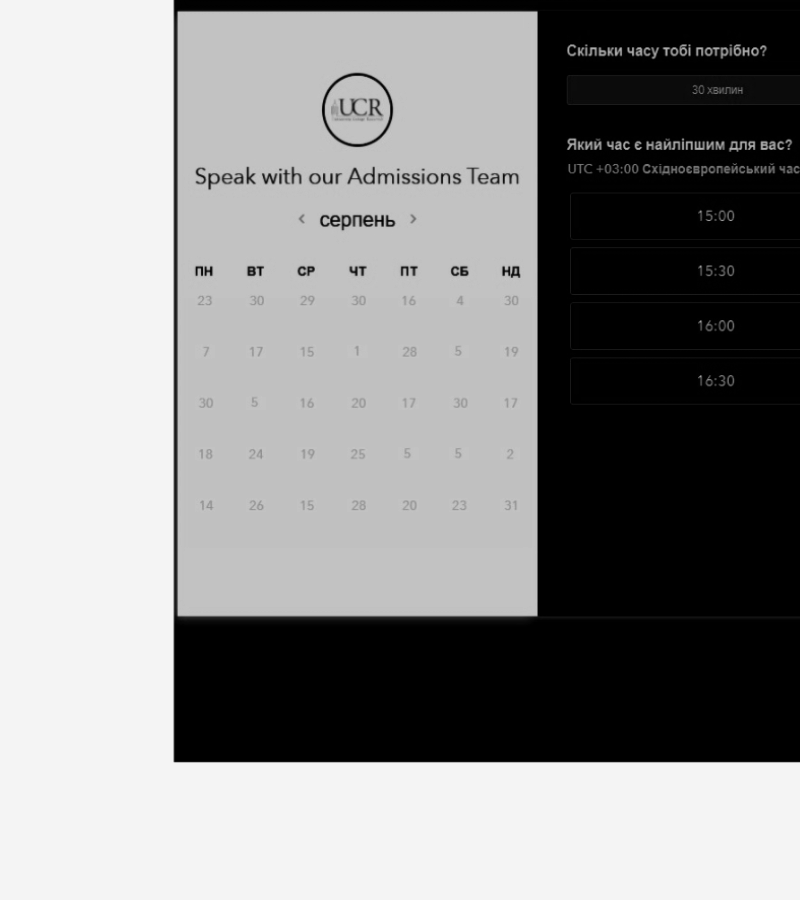 UCR
Speak with our Admissions Team
‹ серпень ›
ПН ВТ СР ЧТ ПТ СБ НД
23 30 29 30 16 4 30
7 17 15 1 28 5 19
30 5 16 20 17 30 17
18 24 19 25 5 5 2
14 26 15 28 20 23 31
Скільки часу тобі потрібно?
30 хвилин
Який час є найліпшим для вас?
UTC +03:00 Східноєвропейський час
15:00
15:30
16:00
16:30